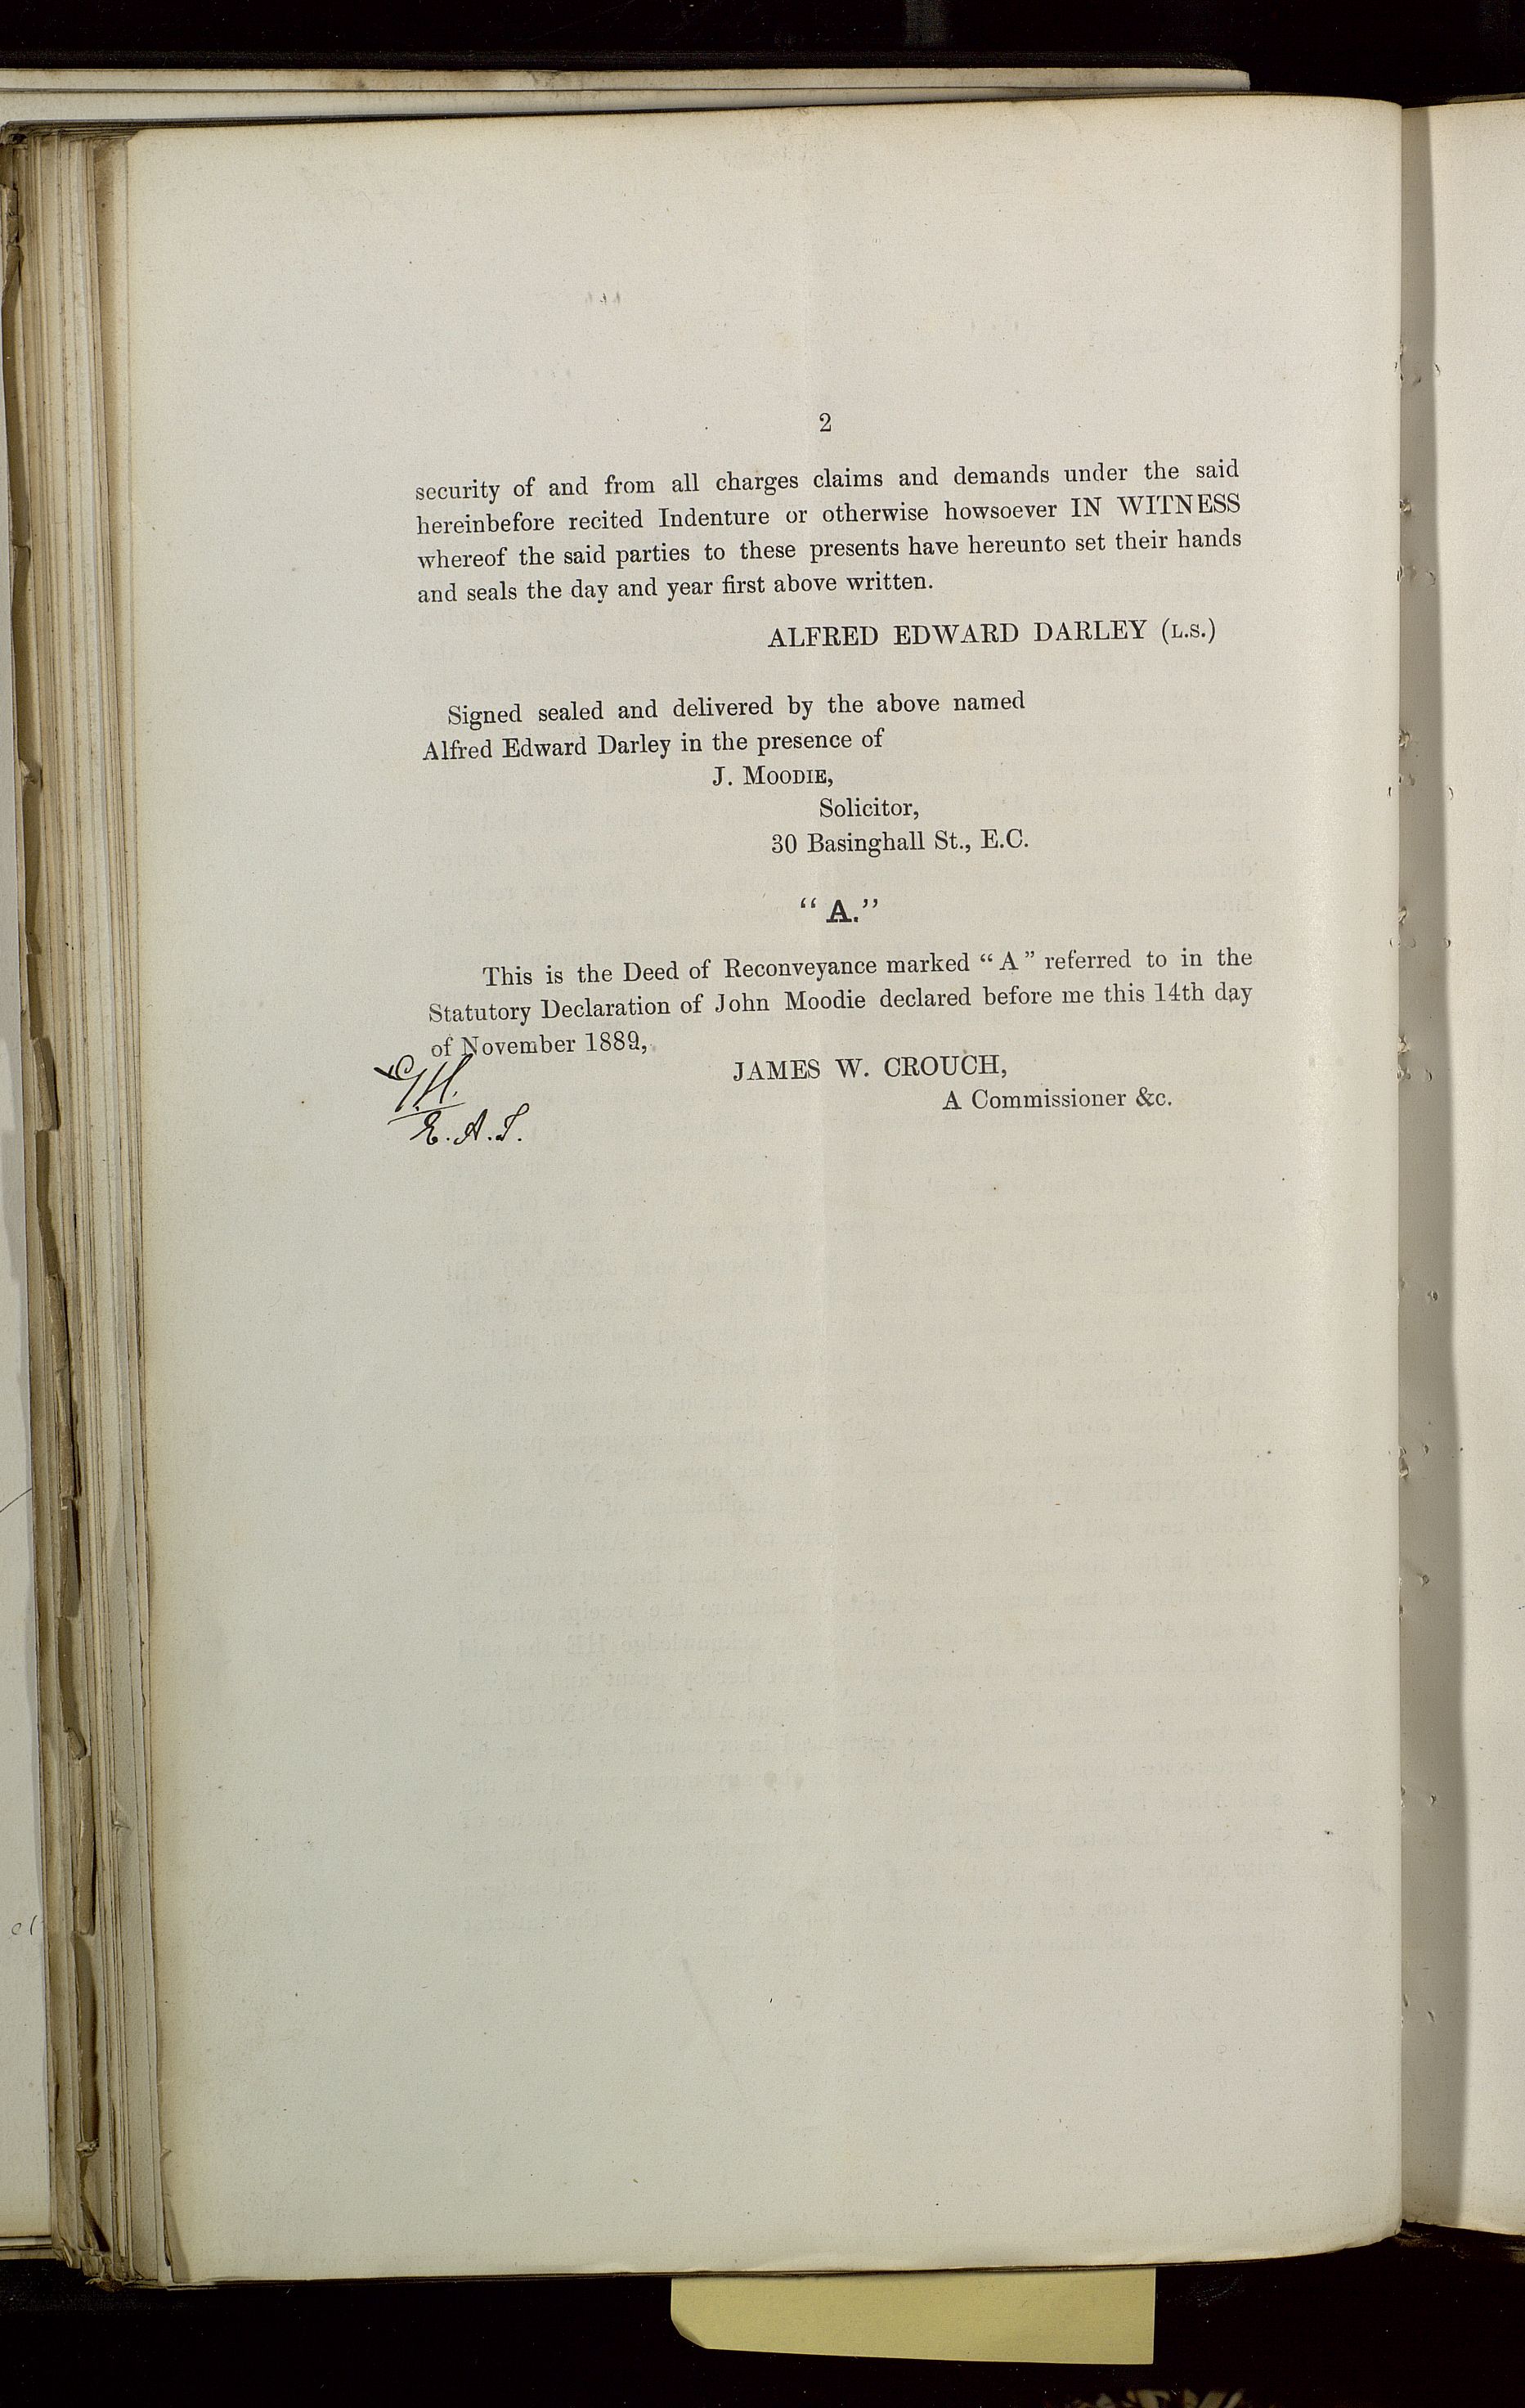 2
security of and from all charges claims and demands under the said
hereinbefore recited Indenture or otherwise howsoever IN WITNESS
whereof the said parties to these presents have hereunto set their hands
and seals the day and year first above written.
ALFRED EDWARD DARLEY (L.S.)
Signed sealed and delivered by the above named
Alfred Edward Darley in the presence of
J. MOODIE,
Solicitor,
30 Basinghall St., E.C.
“A.”
This is the Deed of Reconveyance marked “A” referred to in the
Statutory Declaration of John Moodie declared before me this 14th day
of November 1889,
JAMES W. CROUCH,
A Commissioner &c.
E.A.T.